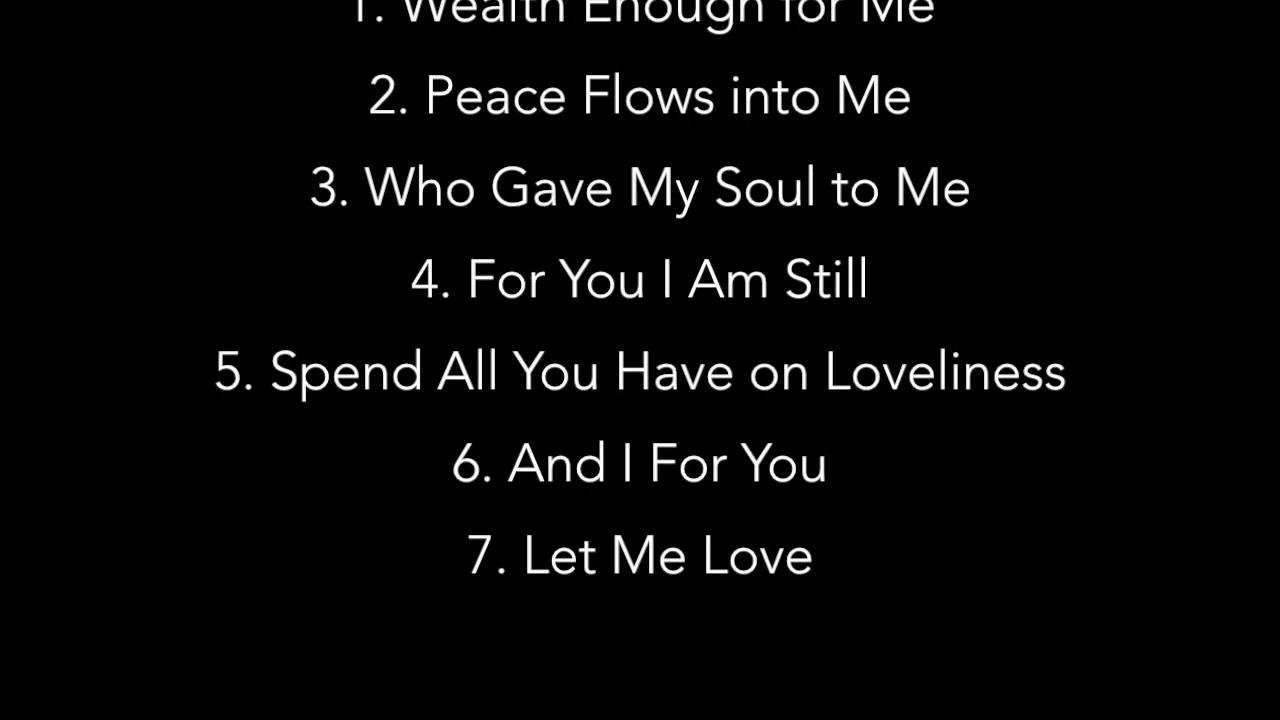 1. Wealth Enough for Me
2. Peace Flows into Me
3. Who Gave My Soul to Me
4. For You I Am Still
5. Spend All You Have on Loveliness
6. And I For You
7. Let Me Love